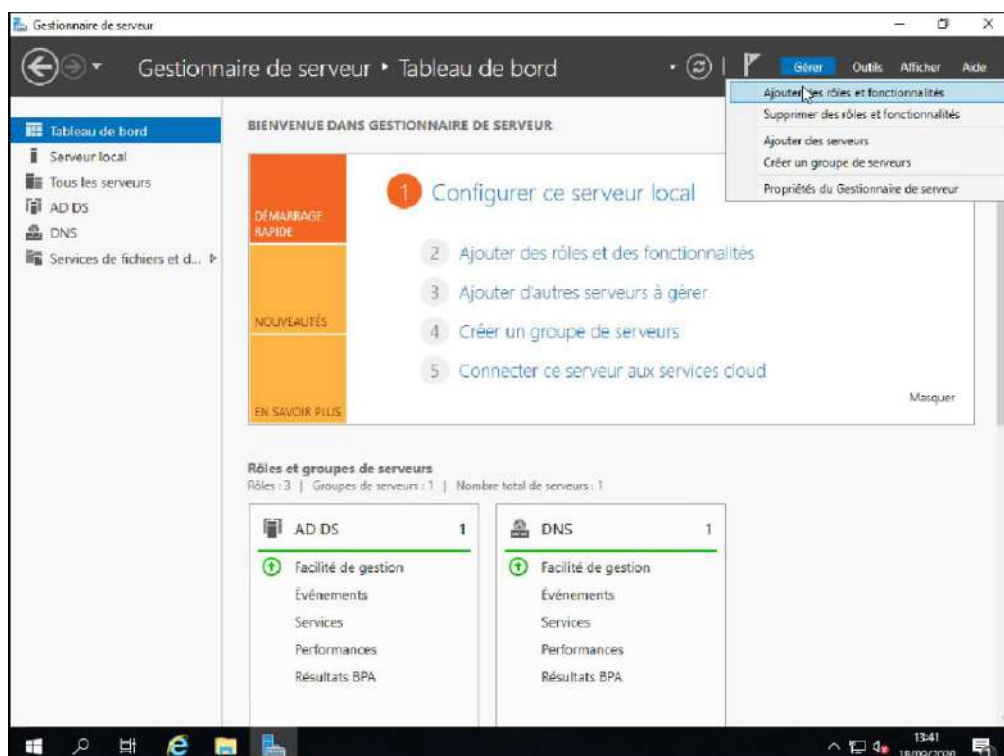 Gestionnaire de serveur
Gestionnaire de serveur • Tableau de bord
Gérer Outils Afficher Aide
Ajouter des rôles et fonctionnalités
Supprimer des rôles et fonctionnalités
Ajouter des serveurs
Créer un groupe de serveurs
Propriétés du Gestionnaire de serveur
Tableau de bord
Serveur local
Tous les serveurs
AD DS
DNS
Services de fichiers et d...
BIENVENUE DANS GESTIONNAIRE DE SERVEUR
DÉMARRAGE
RAPIDE
NOUVEAUTÉS
EN SAVOIR PLUS
1 Configurer ce serveur local
2 Ajouter des rôles et des fonctionnalités
3 Ajouter d'autres serveurs à gérer
4 Créer un groupe de serveurs
5 Connecter ce serveur aux services cloud
Masquer
Rôles et groupes de serveurs
Rôles : 3 | Groupes de serveurs : 1 | Nombre total de serveurs : 1
AD DS 1
Facilité de gestion
Événements
Services
Performances
Résultats BPA
DNS 1
Facilité de gestion
Événements
Services
Performances
Résultats BPA
13:41
18/09/2020